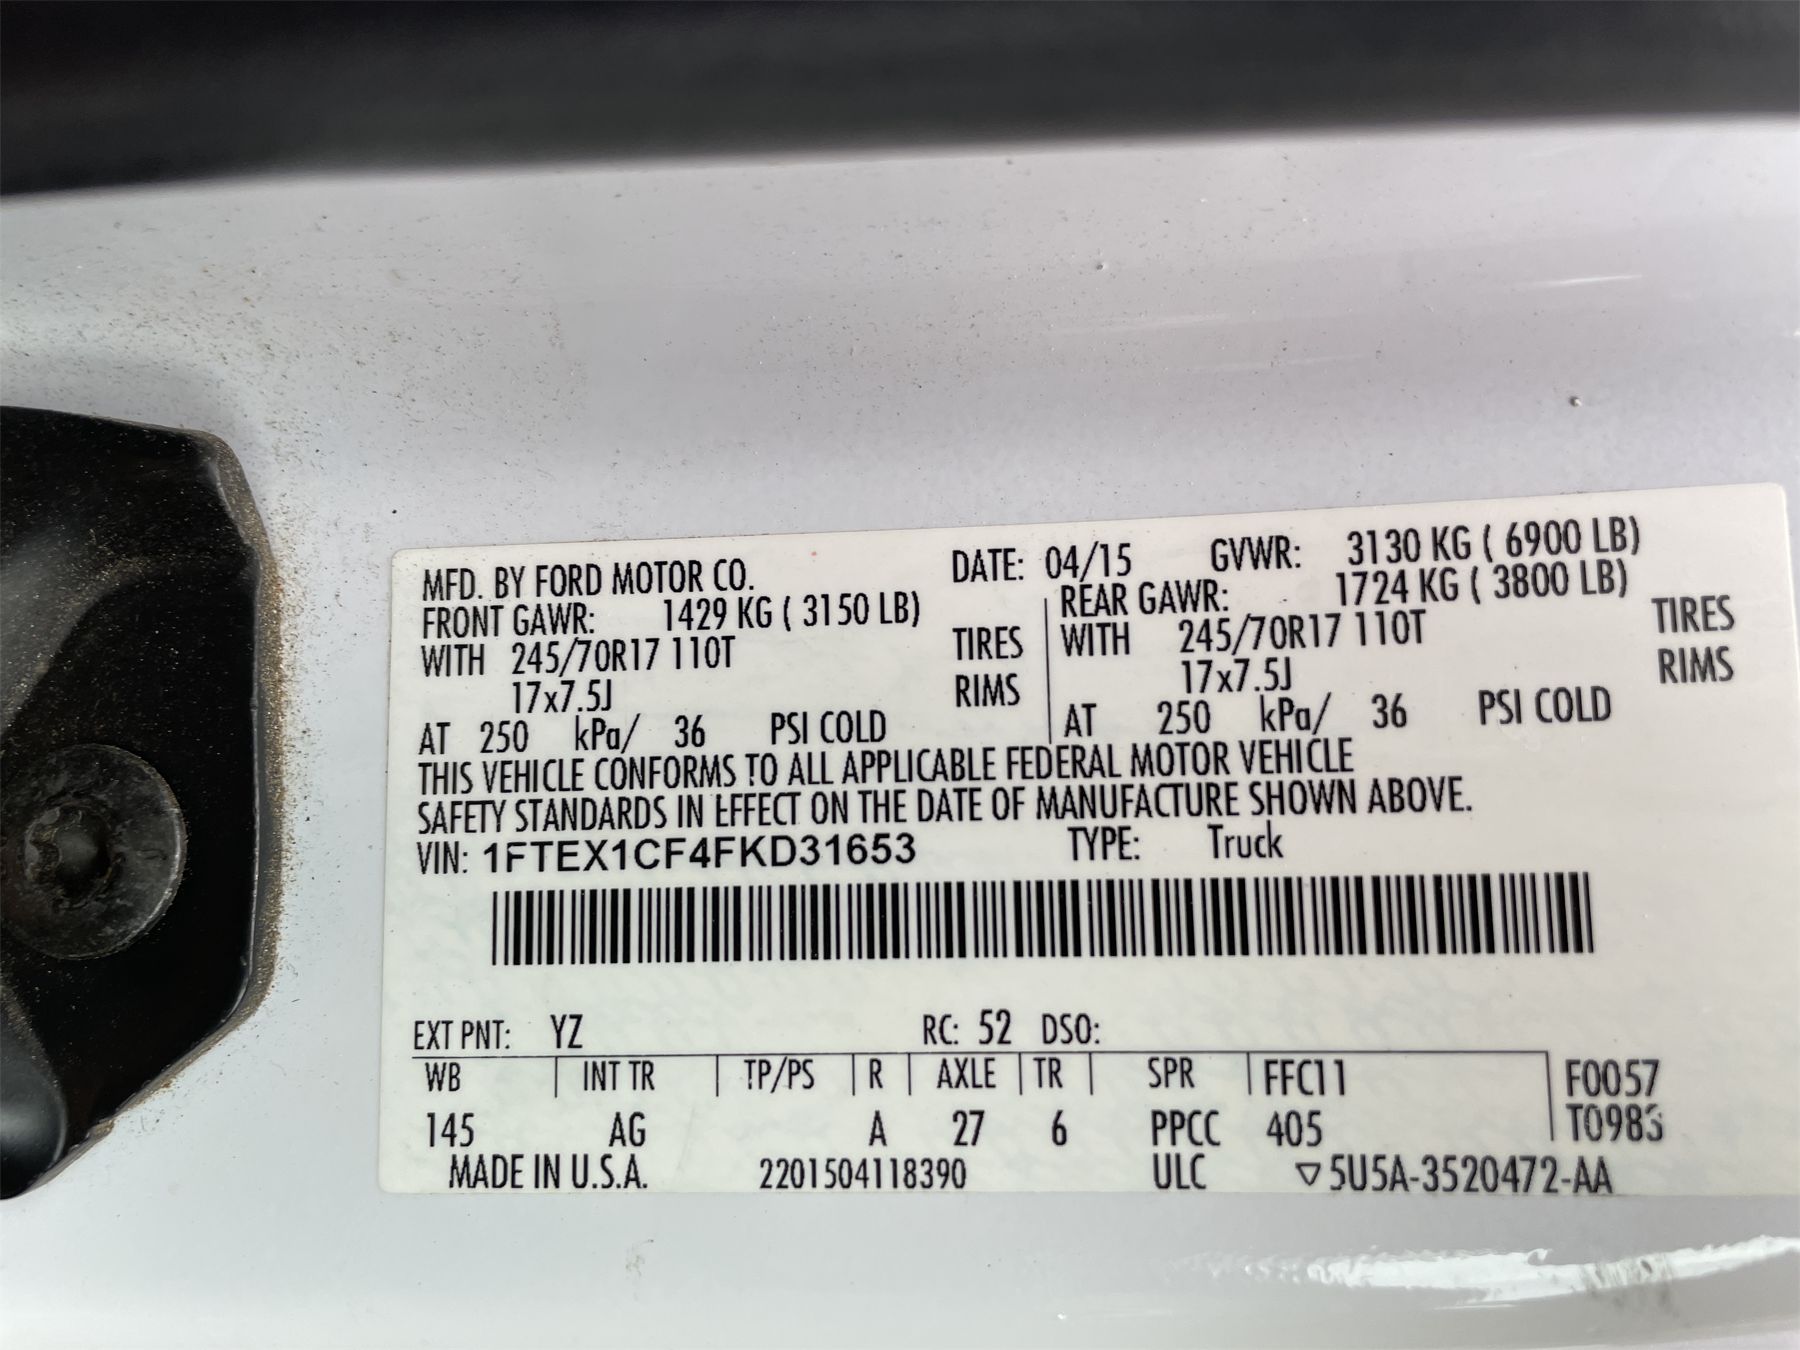 MFD. BY FORD MOTOR CO. DATE: 04/15 GVWR: 3130 KG ( 6900 LB)
FRONT GAWR: 1429 KG ( 3150 LB) REAR GAWR: 1724 KG ( 3800 LB)
WITH 245/70R17 110T TIRES WITH 245/70R17 110T TIRES
17x7.5J RIMS 17x7.5J RIMS
AT 250 kPa/ 36 PSI COLD AT 250 kPa/ 36 PSI COLD
THIS VEHICLE CONFORMS TO ALL APPLICABLE FEDERAL MOTOR VEHICLE
SAFETY STANDARDS IN EFFECT ON THE DATE OF MANUFACTURE SHOWN ABOVE.
VIN: 1FTEX1CF4FKD31653 TYPE: Truck
EXT PNT: YZ RC: 52 DSO:
WB INT TR TP/PS R AXLE TR SPR FFC11 F0057
145 AG A 27 6 PPCC 405 T0983
MADE IN U.S.A. 2201504118390 ULC ▽5U5A-3520472-AA